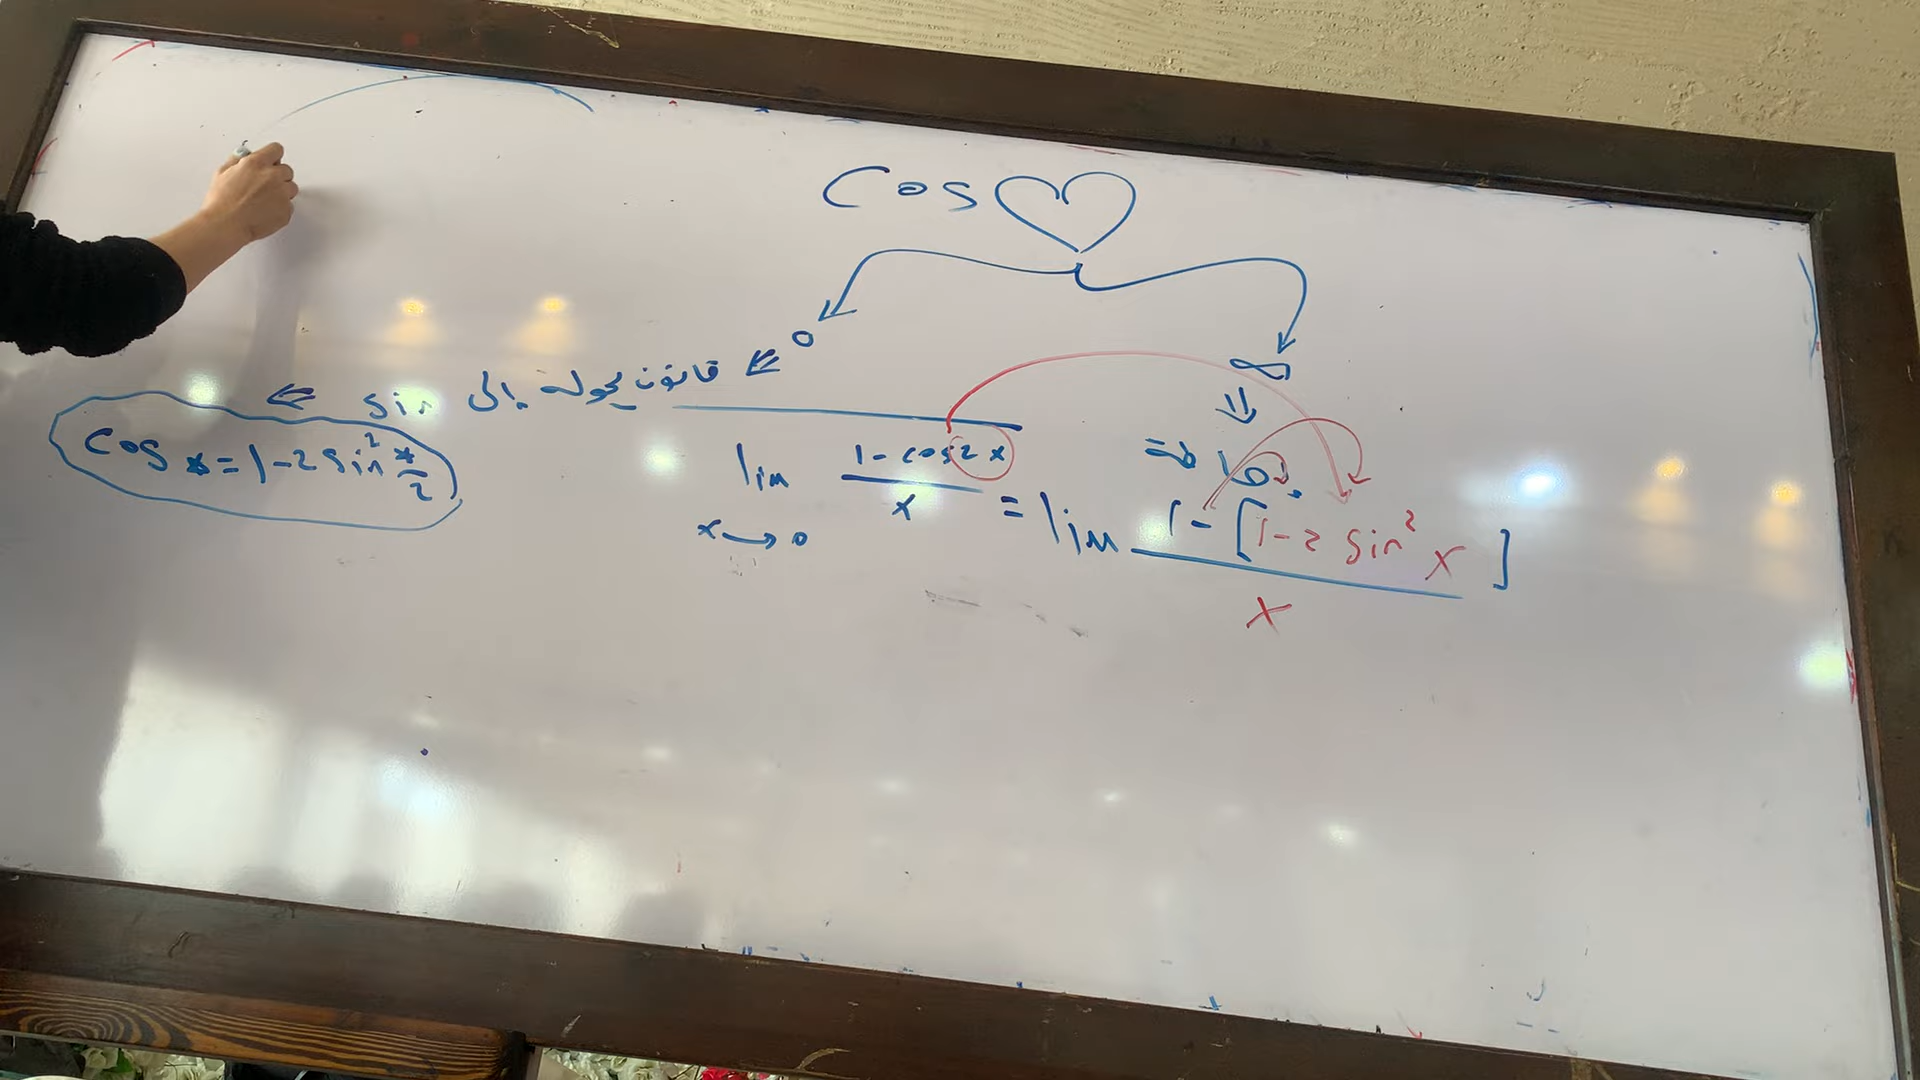 Cos ♡
0 ∞
⇐ قانون يحوله إلى sin ⇐
cos x = 1 - 2 sin² x/2
lim x→0 (1 - cos 2x)/x = lim (1 - [1 - 2 sin² x])/x